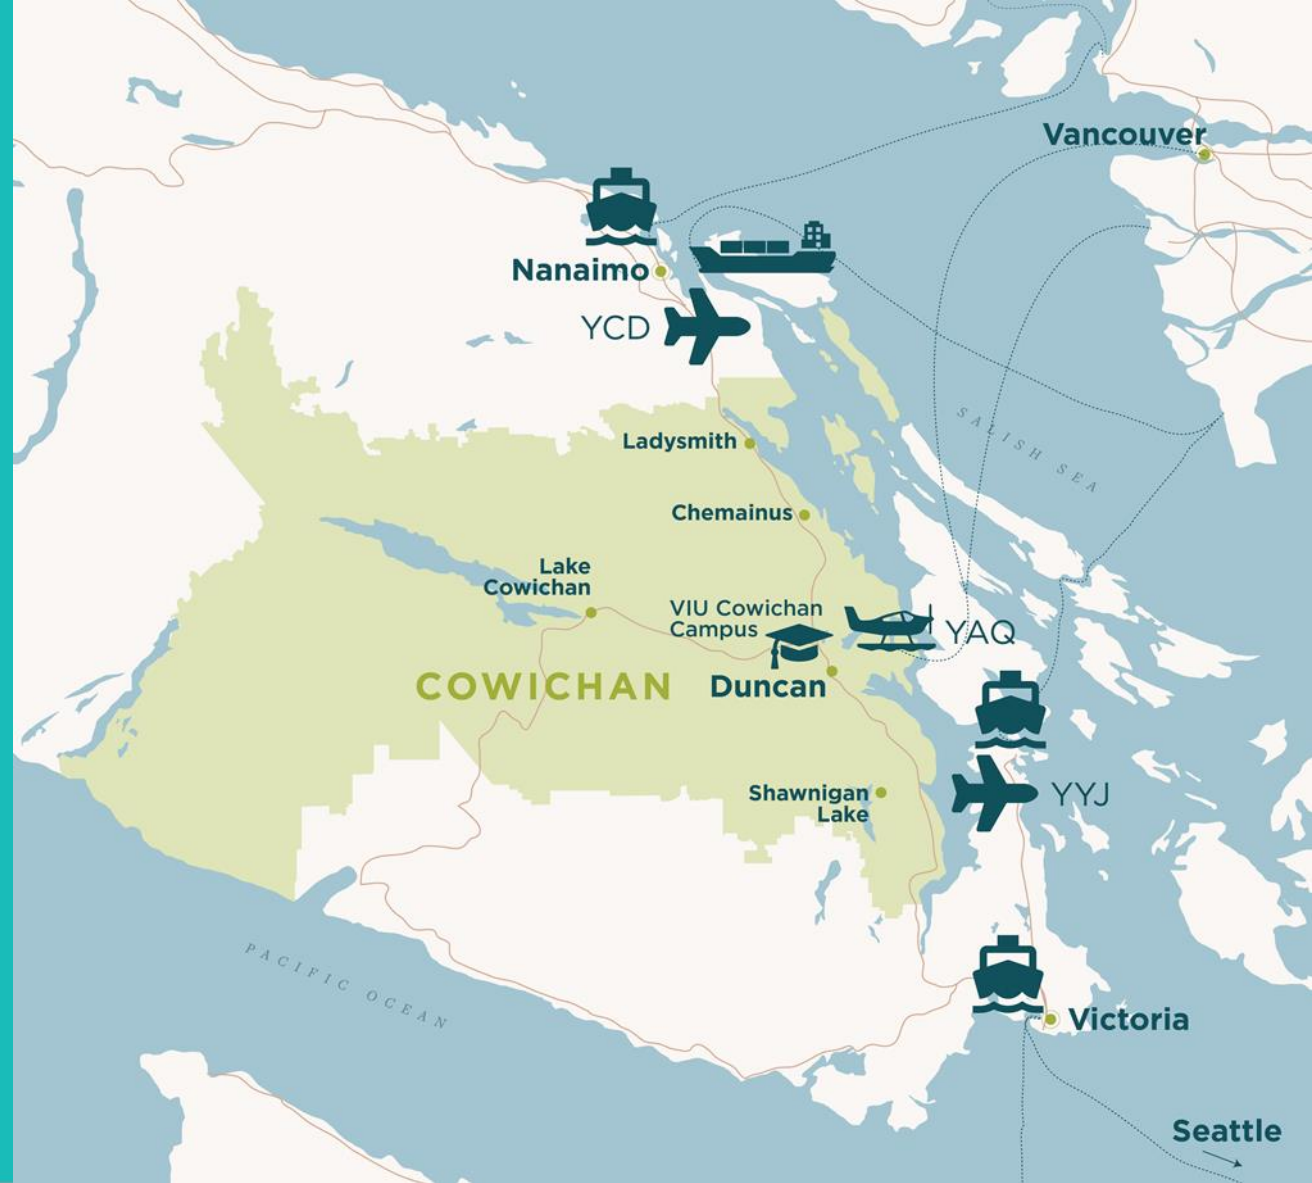 Vancouver
Nanaimo
YCD
SALISH SEA
Ladysmith
Chemainus
Lake
Cowichan
VIU Cowichan
Campus
YAQ
COWICHAN
Duncan
Shawnigan
Lake
YYJ
PACIFIC OCEAN
Victoria
Seattle